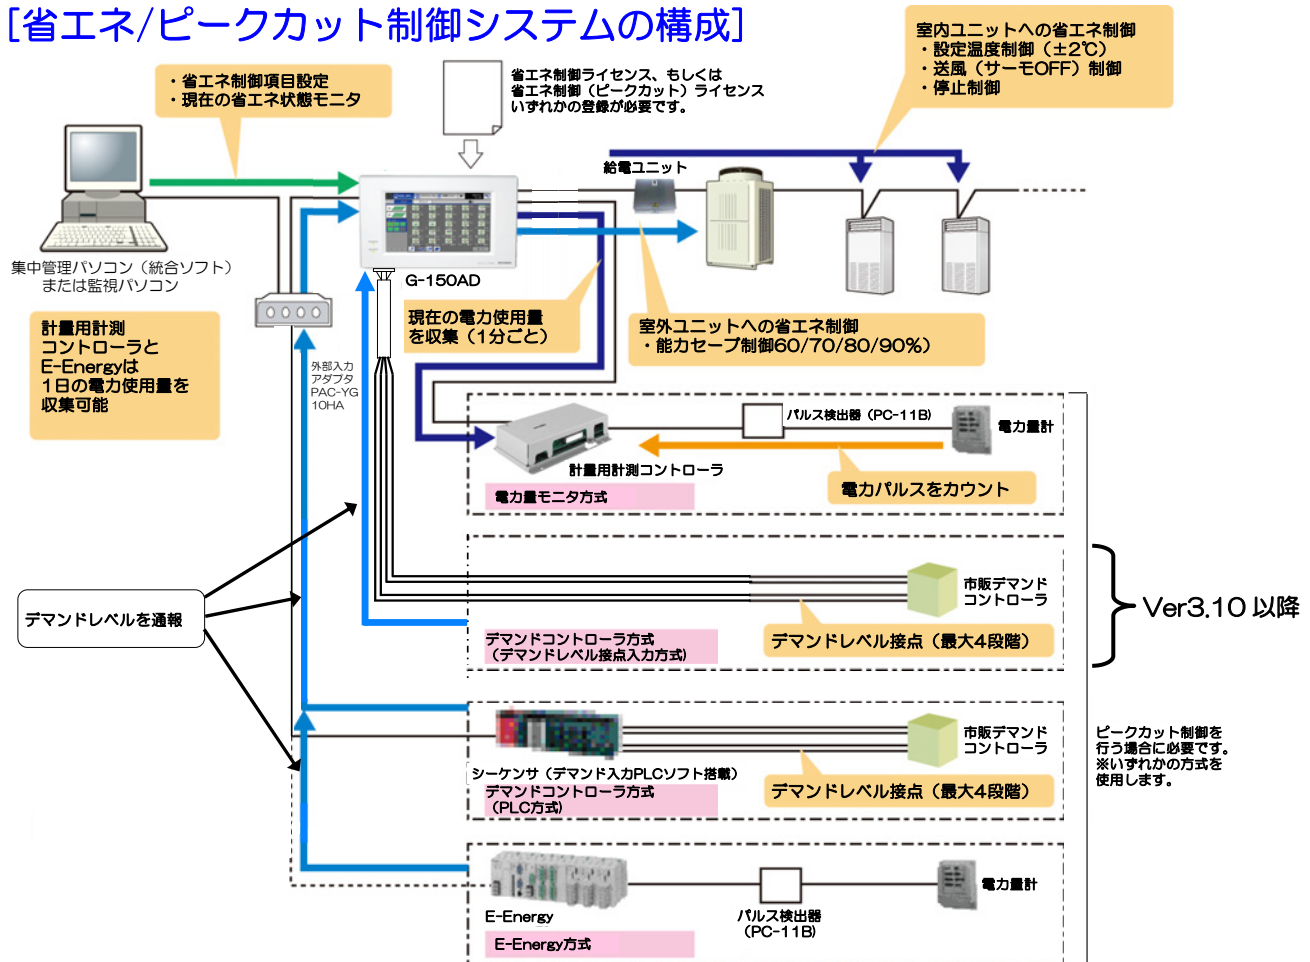 [省エネ/ピークカット制御システムの構成]
・省エネ制御項目設定
・現在の省エネ状態モニタ
省エネ制御ライセンス、もしくは
省エネ制御（ピークカット）ライセンス
いずれかの登録が必要です。
室内ユニットへの省エネ制御
・設定温度制御（±2℃）
・送風（サーモOFF）制御
・停止制御
給電ユニット
集中管理パソコン（統合ソフト）
または監視パソコン
G-150AD
計量用計測
コントローラと
E-Energyは
1日の電力使用量を
収集可能
現在の電力使用量
を収集（1分ごと）
室外ユニットへの省エネ制御
・能力セーブ制御60/70/80/90%）
外部入力
アダプタ
PAC-YG
10HA
パルス検出器（PC-11B）
電力量計
計量用計測コントローラ
電力量モニタ方式
電力パルスをカウント
デマンドレベルを通報
市販デマンド
コントローラ
デマンドコントローラ方式
（デマンドレベル接点入力方式）
デマンドレベル接点（最大4段階）
Ver3.10 以降
市販デマンド
コントローラ
シーケンサ（デマンド入力PLCソフト搭載）
デマンドコントローラ方式
（PLC方式）
デマンドレベル接点（最大4段階）
ピークカット制御を
行う場合に必要です。
※いずれかの方式を
使用します。
E-Energy
パルス検出器
（PC-11B）
電力量計
E-Energy方式